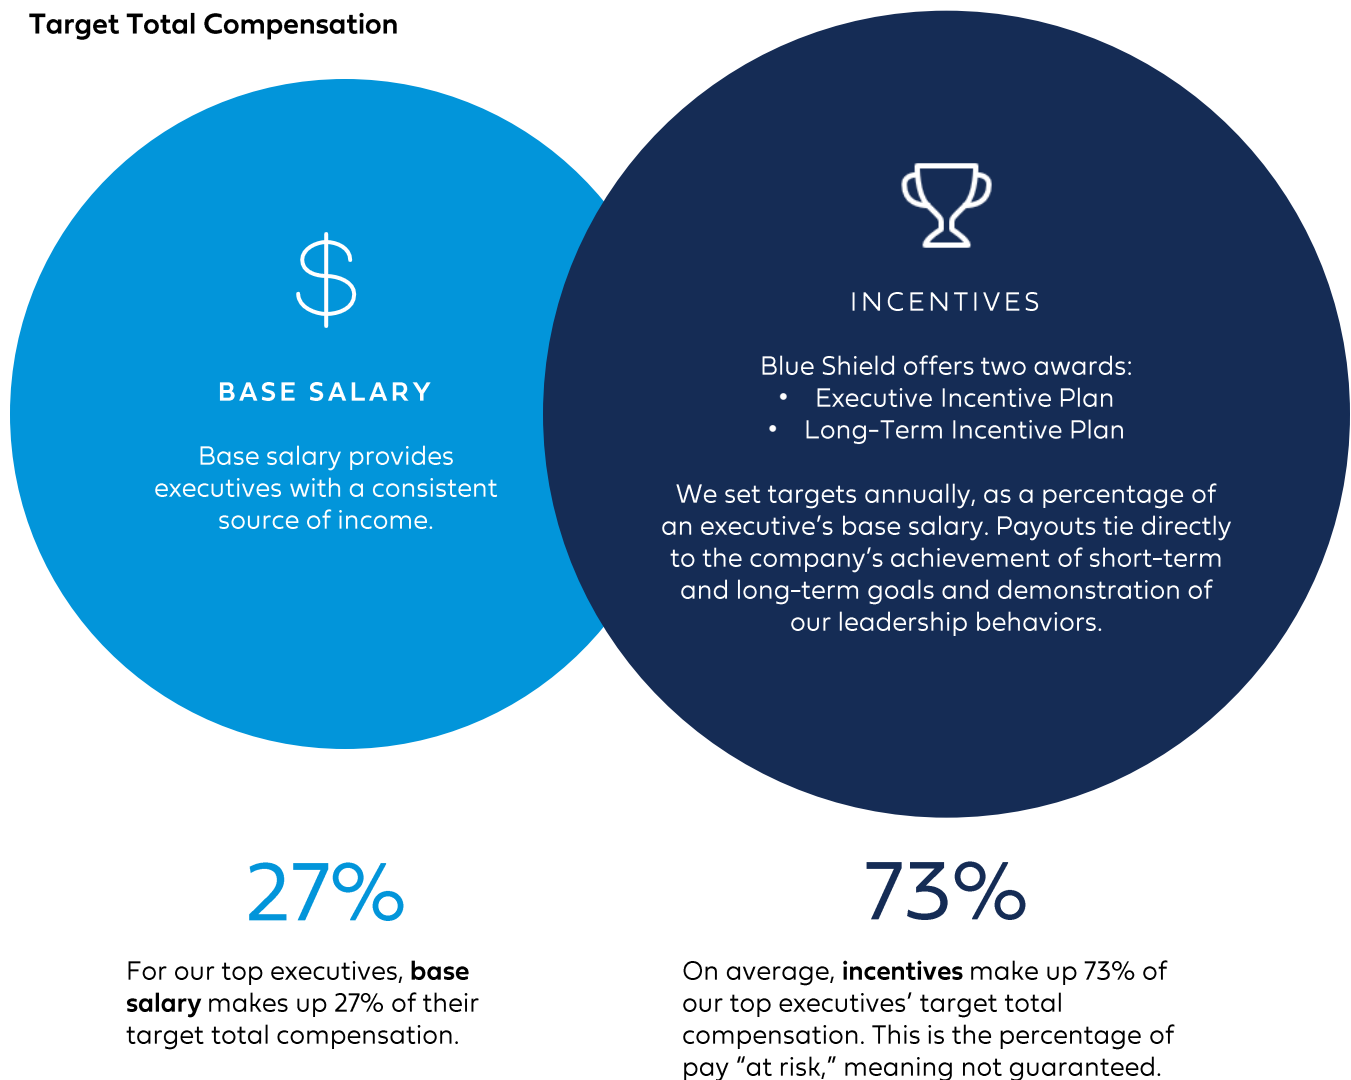 Target Total Compensation
BASE SALARY
Base salary provides
executives with a consistent
source of income.
INCENTIVES
Blue Shield offers two awards:
• Executive Incentive Plan
• Long-Term Incentive Plan
We set targets annually, as a percentage of
an executive’s base salary. Payouts tie directly
to the company’s achievement of short-term
and long-term goals and demonstration of
our leadership behaviors.
27%
For our top executives, base
salary makes up 27% of their
target total compensation.
73%
On average, incentives make up 73% of
our top executives’ target total
compensation. This is the percentage of
pay “at risk,” meaning not guaranteed.